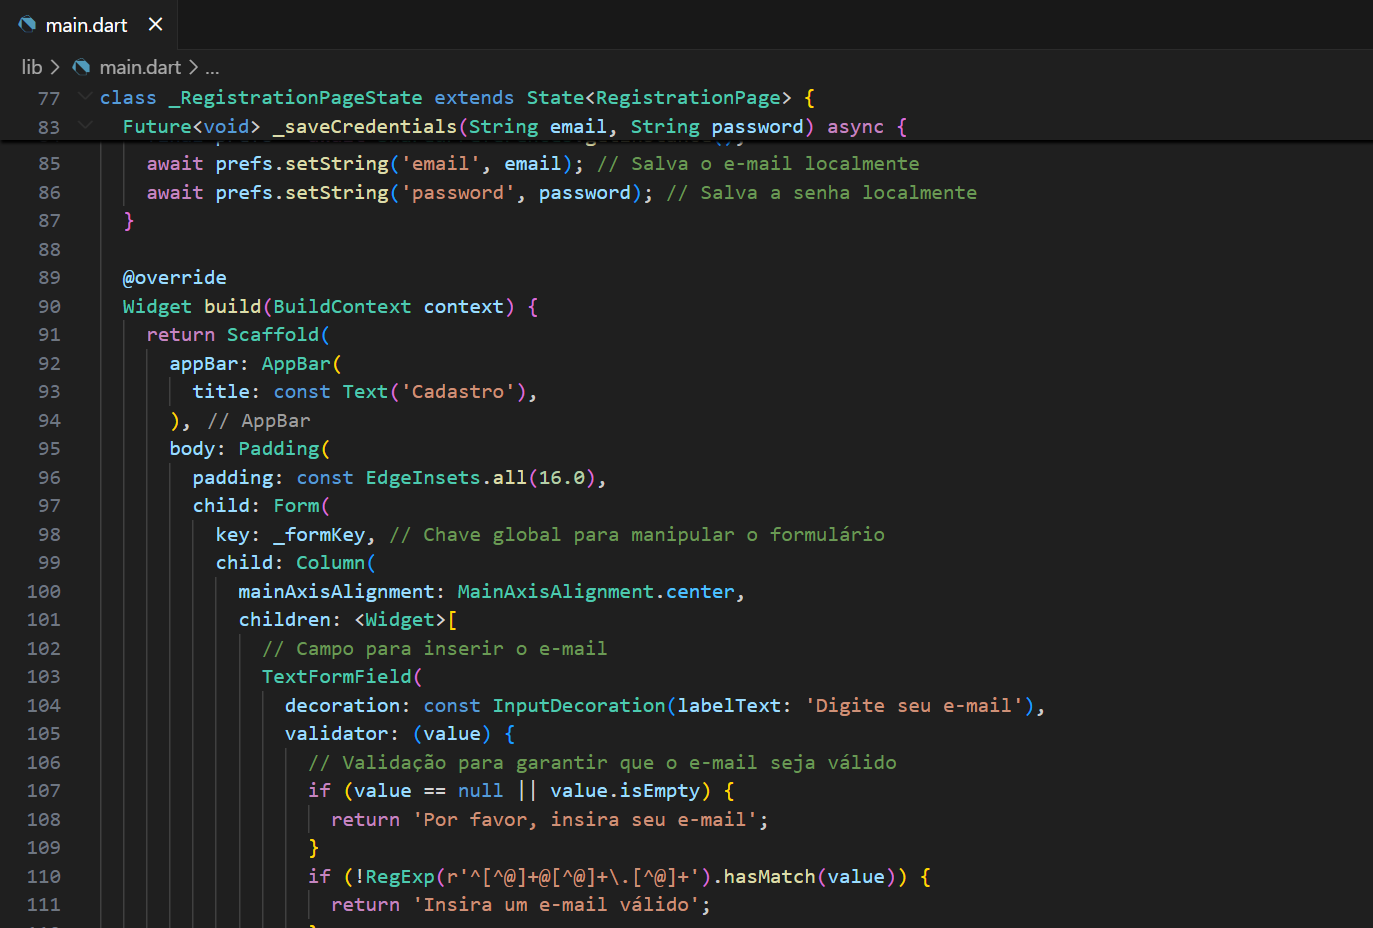 main.dart
lib > main.dart > ...
77 class _RegistrationPageState extends State<RegistrationPage> {
83 Future<void> _saveCredentials(String email, String password) async {
85 await prefs.setString('email', email); // Salva o e-mail localmente
86 await prefs.setString('password', password); // Salva a senha localmente
87 }
88
89 @override
90 Widget build(BuildContext context) {
91 return Scaffold(
92 appBar: AppBar(
93 title: const Text('Cadastro'),
94 ), // AppBar
95 body: Padding(
96 padding: const EdgeInsets.all(16.0),
97 child: Form(
98 key: _formKey, // Chave global para manipular o formulário
99 child: Column(
100 mainAxisAlignment: MainAxisAlignment.center,
101 children: <Widget>[
102 // Campo para inserir o e-mail
103 TextFormField(
104 decoration: const InputDecoration(labelText: 'Digite seu e-mail'),
105 validator: (value) {
106 // Validação para garantir que o e-mail seja válido
107 if (value == null || value.isEmpty) {
108 return 'Por favor, insira seu e-mail';
109 }
110 if (!RegExp(r'^[^@]+@[^@]+\.[^@]+').hasMatch(value)) {
111 return 'Insira um e-mail válido';